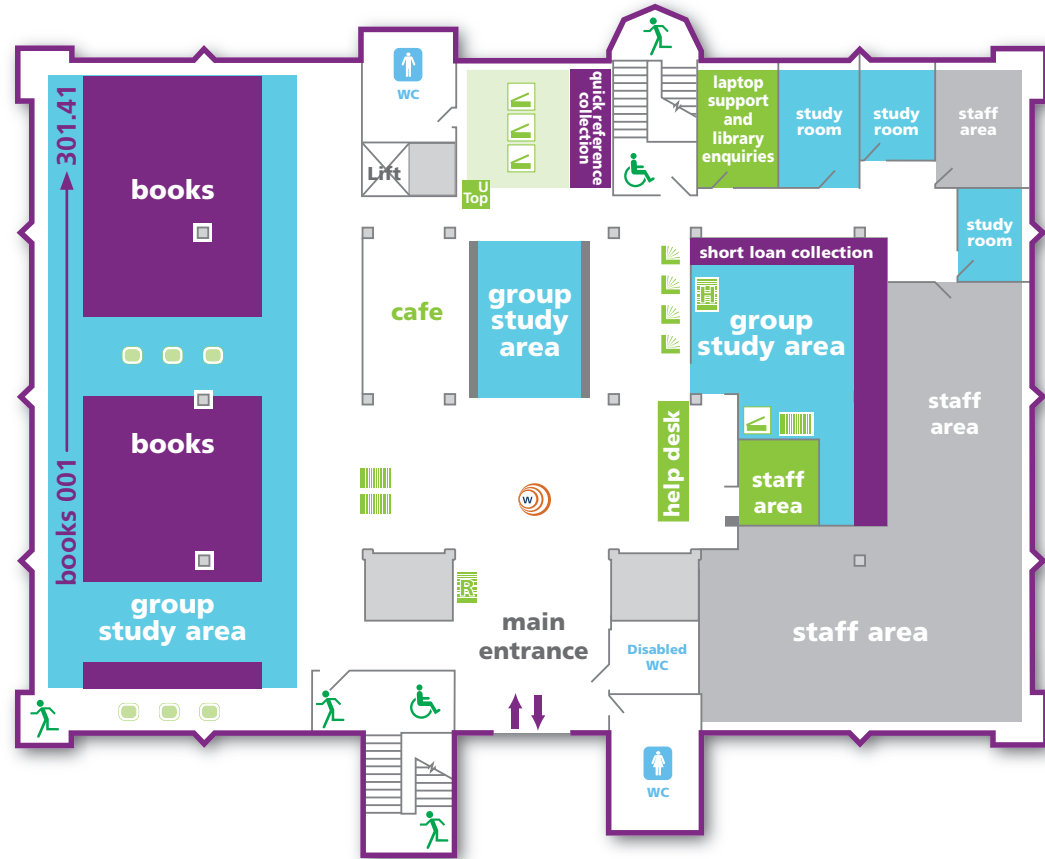 WC
quick reference
collection
laptop
support
and
library
enquiries
study
room
study
room
staff
area
Lift
U
Top
study
room
books 001
301.41
books
short loan collection
cafe
group
study
area
H
group
study area
staff
area
books
help desk
W
staff
area
R
group
study area
main
entrance
Disabled
WC
staff area
WC